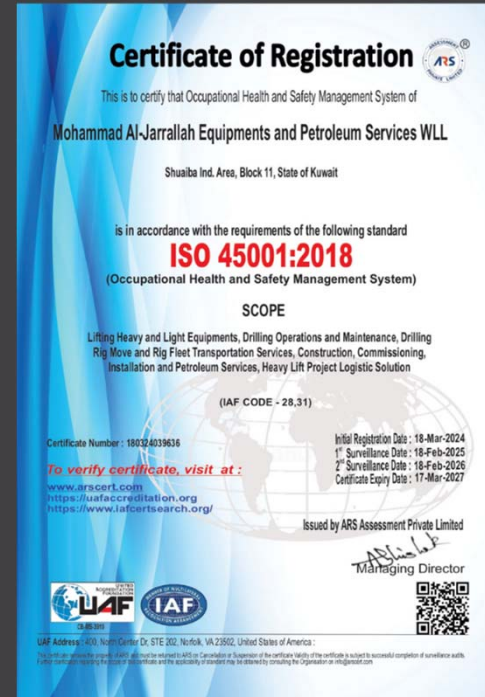 Certificate of Registration
ASSESSMENT
ARS
PRIVATE LIMITED
®
This is to certify that Occupational Health and Safety Management System of
Mohammad Al-Jarrallah Equipments and Petroleum Services WLL
Shuaiba Ind. Area, Block 11, State of Kuwait
is in accordance with the requirements of the following standard
ISO 45001:2018
(Occupational Health and Safety Management System)
SCOPE
Lifting Heavy and Light Equipments, Drilling Operations and Maintenance, Drilling
Rig Move and Rig Fleet Transportation Services, Construction, Commissioning,
Installation and Petroleum Services, Heavy Lift Project Logistic Solution
(IAF CODE - 28,31)
Certificate Number : 180324039636
Initial Registration Date : 18-Mar-2024
1st Surveillance Date : 18-Feb-2025
2nd Surveillance Date : 18-Feb-2026
Certificate Expiry Date : 17-Mar-2027
To verify certificate, visit at :
www.arscert.com
https://uafaccreditation.org
https://www.iafcertsearch.org/
Issued by ARS Assessment Private Limited
Managing Director
UNITED
ACCREDITATION
FOUNDATION
UAF
IAF
UAF Address : 400, North Center Dr, STE 202, Norfolk, VA 23502, United States of America :